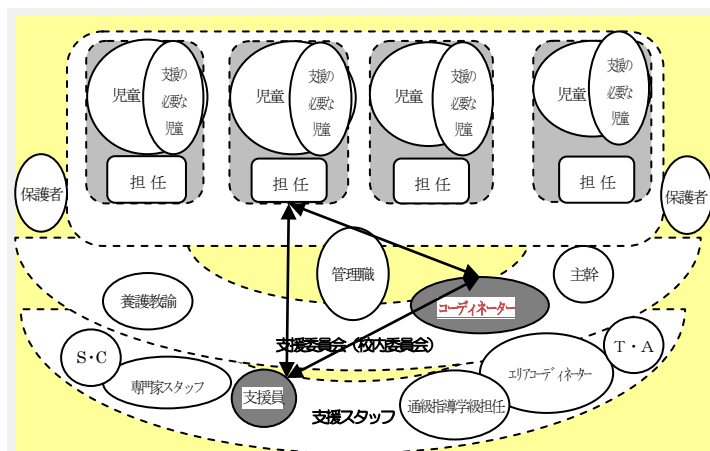 児童
支援の
必要な
児童
児童
支援の
必要な
児童
児童
支援の
必要な
児童
児童
支援の
必要な
児童
担 任
担 任
担 任
担 任
保護者
保護者
管理職
主幹
養護教諭
コーディネーター
支援委員会（校内委員会）
S・C
T・A
専門家スタッフ
支援員
エリアコーディネーター
通級指導学級担任
支援スタッフ